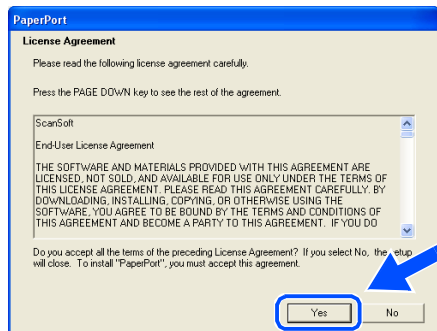 PaperPort
License Agreement
Please read the following license agreement carefully.
Press the PAGE DOWN key to see the rest of the agreement.
ScanSoft
End-User License Agreement
THE SOFTWARE AND MATERIALS PROVIDED WITH THIS AGREEMENT ARE
LICENSED, NOT SOLD, AND AVAILABLE FOR USE ONLY UNDER THE TERMS OF
THIS LICENSE AGREEMENT. PLEASE READ THIS AGREEMENT CAREFULLY. BY
DOWNLOADING, INSTALLING, COPYING, OR OTHERWISE USING THE
SOFTWARE, YOU AGREE TO BE BOUND BY THE TERMS AND CONDITIONS OF
THIS AGREEMENT AND BECOME A PARTY TO THIS AGREEMENT. IF YOU DO
Do you accept all the terms of the preceding License Agreement? If you select No, the setup
will close. To install "PaperPort", you must accept this agreement.
Yes
No